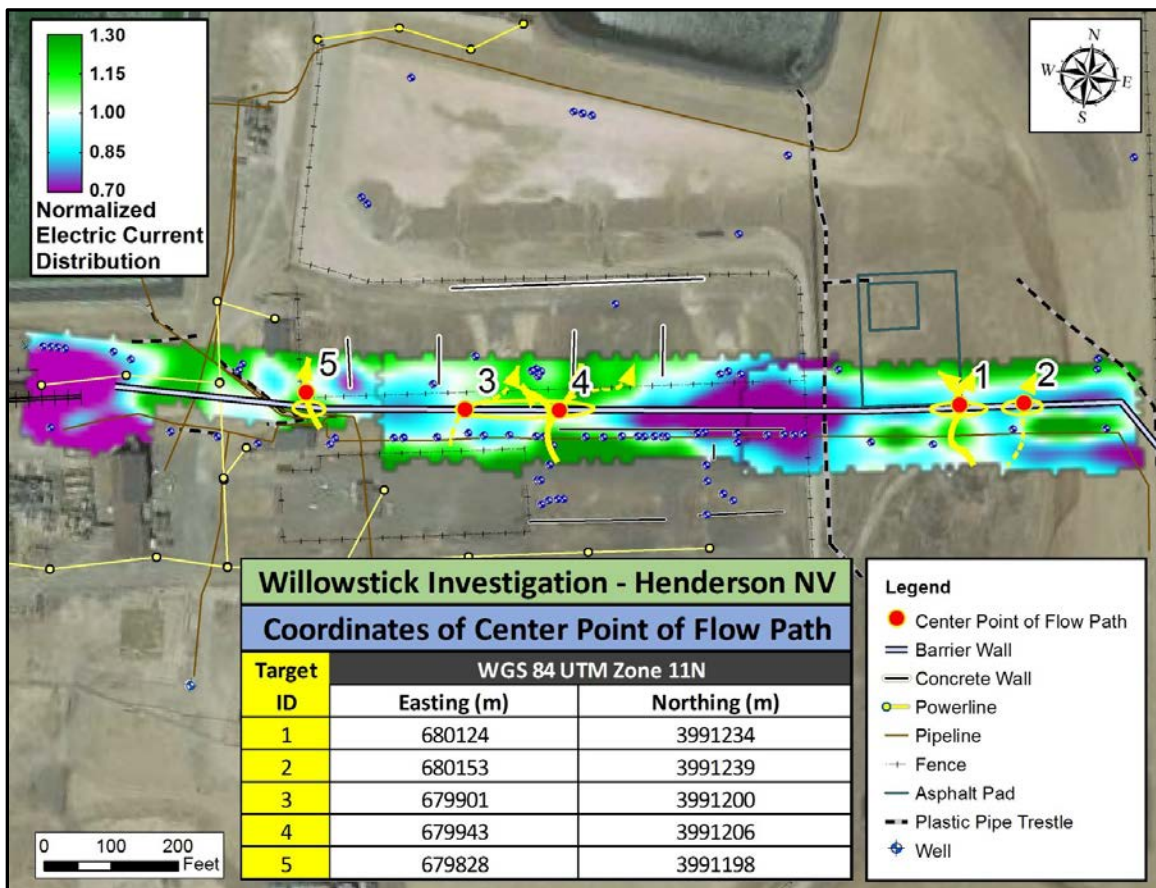 1.30
1.15
1.00
0.85
0.70
Normalized
Electric Current
Distribution
N
W E
S
5
3
4
1
2
Willowstick Investigation - Henderson NV
Coordinates of Center Point of Flow Path
Target ID WGS 84 UTM Zone 11N
Easting (m) Northing (m)
1 680124 3991234
2 680153 3991239
3 679901 3991200
4 679943 3991206
5 679828 3991198
Legend
Center Point of Flow Path
Barrier Wall
Concrete Wall
Powerline
Pipeline
Fence
Asphalt Pad
Plastic Pipe Trestle
Well
0 100 200
Feet